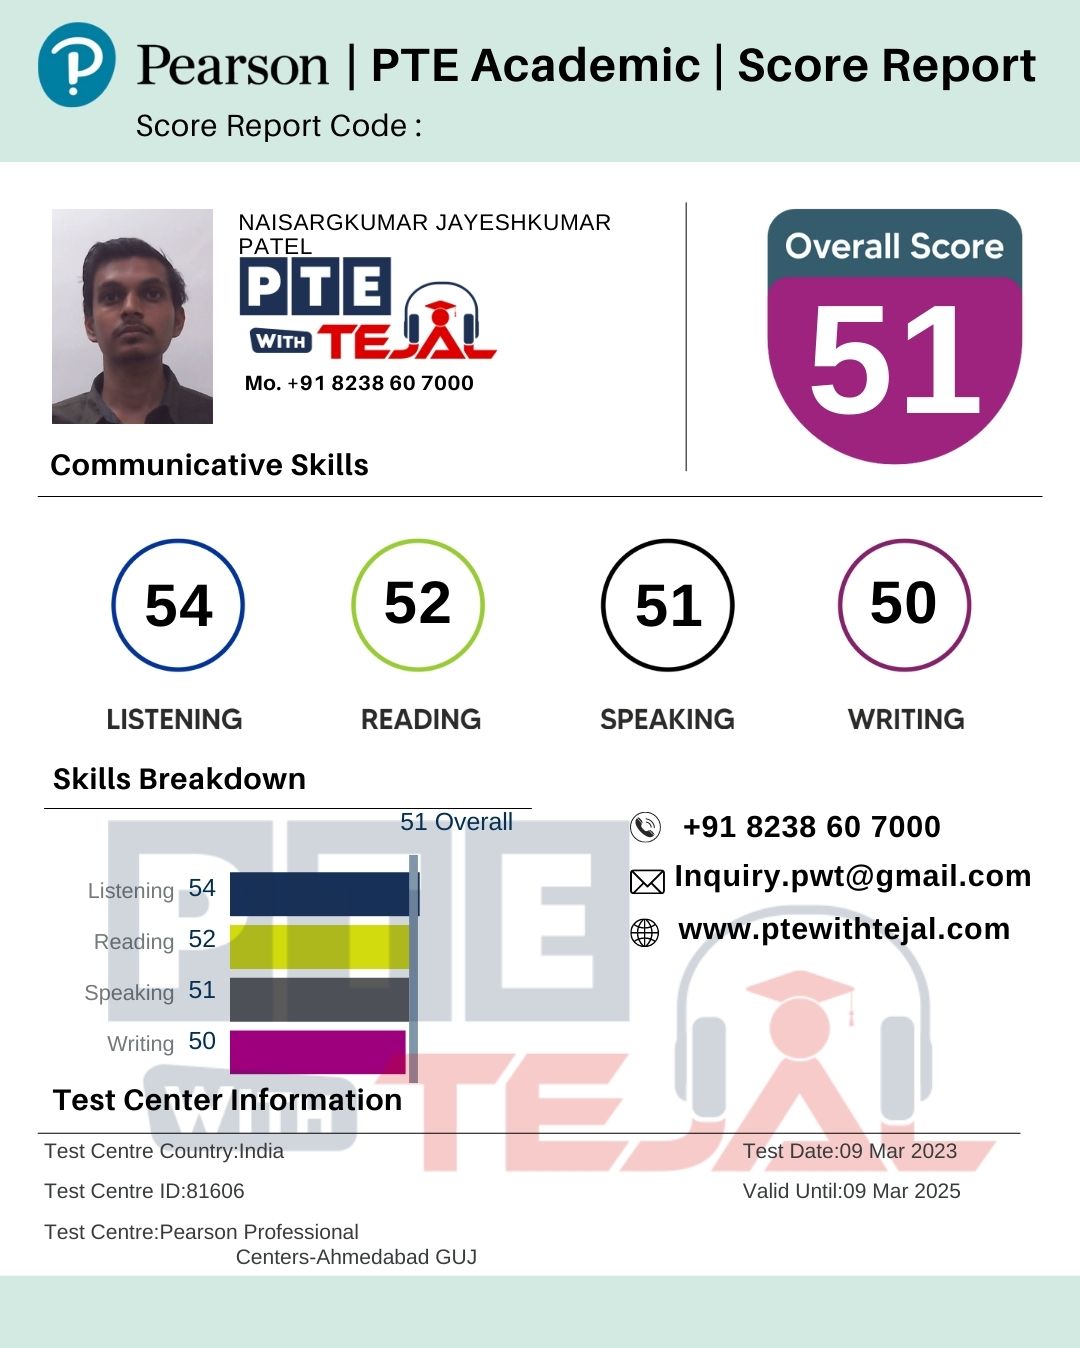 Pearson | PTE Academic | Score Report
Score Report Code :
NAISARGKUMAR JAYESHKUMAR
PATEL
PTE
WITH TEJAL
Mo. +91 8238 60 7000
Overall Score
51
Communicative Skills
54 52 51 50
LISTENING READING SPEAKING WRITING
Skills Breakdown
51 Overall
Listening 54
Reading 52
Speaking 51
Writing 50
+91 8238 60 7000
Inquiry.pwt@gmail.com
www.ptewithtejal.com
PTE
WITH TEJAL
Test Center Information
Test Centre Country:India
Test Date:09 Mar 2023
Test Centre ID:81606
Valid Until:09 Mar 2025
Test Centre:Pearson Professional
Centers-Ahmedabad GUJ